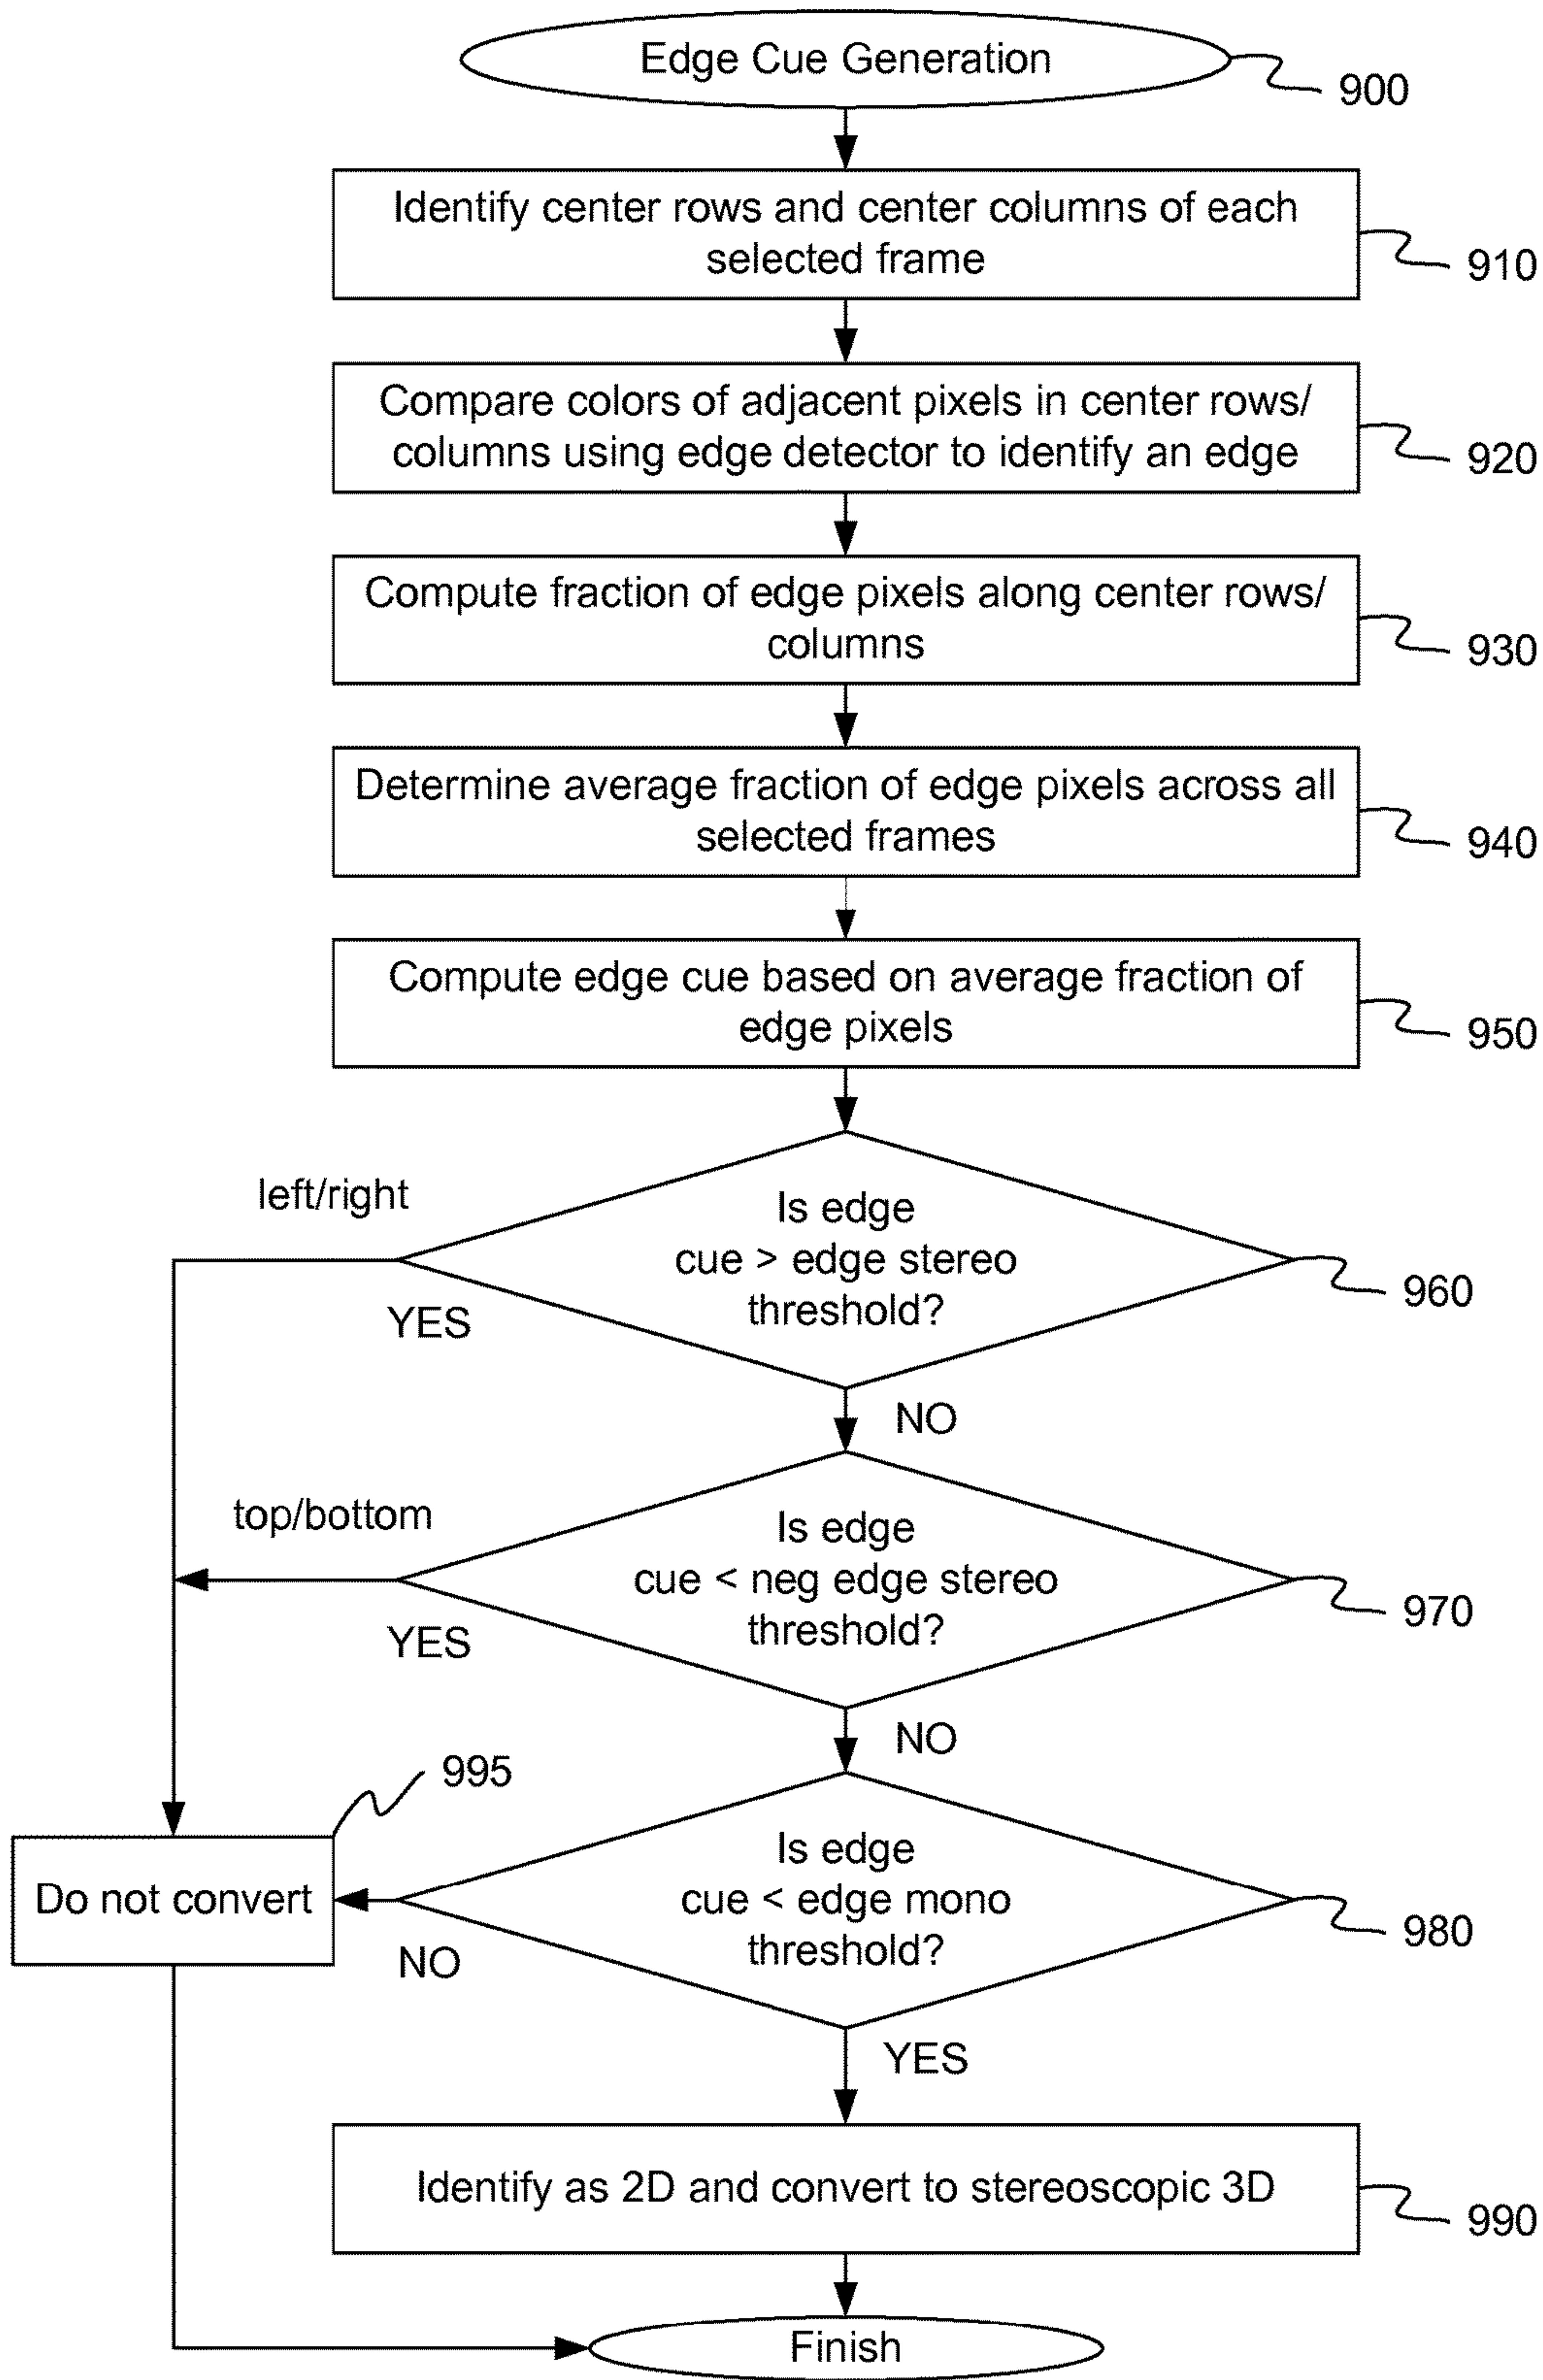 Edge Cue Generation
900
Identify center rows and center columns of each
selected frame
910
Compare colors of adjacent pixels in center rows/
columns using edge detector to identify an edge
920
Compute fraction of edge pixels along center rows/
columns
930
Determine average fraction of edge pixels across all
selected frames
940
Compute edge cue based on average fraction of
edge pixels
950
left/right
Is edge
cue > edge stereo
threshold?
960
YES
NO
top/bottom
Is edge
cue < neg edge stereo
threshold?
970
YES
NO
995
Do not convert
Is edge
cue < edge mono
threshold?
980
NO
YES
Identify as 2D and convert to stereoscopic 3D
990
Finish